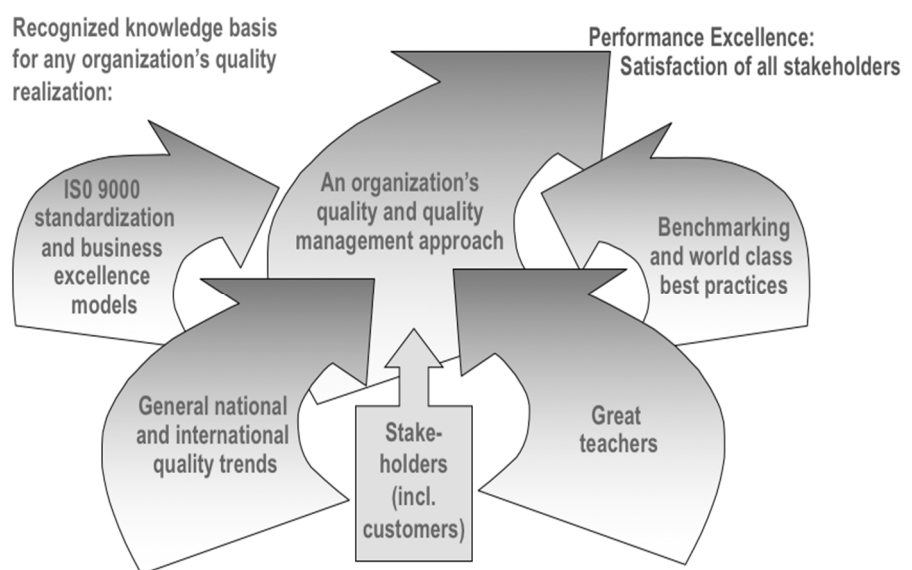 Recognized knowledge basis
for any organization's quality
realization:
Performance Excellence:
Satisfaction of all stakeholders
IS0 9000
standardization
and business
excellence
models
An organization's
quality and quality
management approach
Benchmarking
and world class
best practices
General national
and international
quality trends
Stake-
holders
(incl.
customers)
Great
teachers